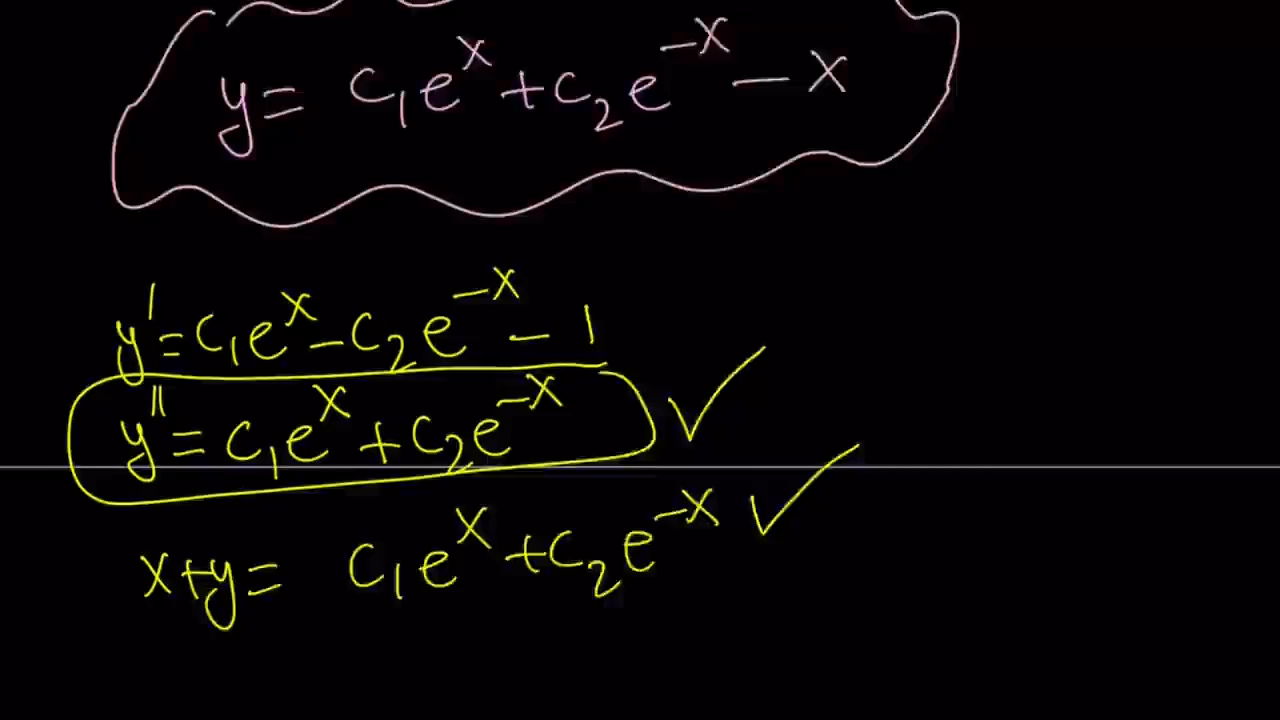 y = c₁eˣ + c₂e⁻ˣ − x
y' = c₁eˣ − c₂e⁻ˣ − 1
y'' = c₁eˣ + c₂e⁻ˣ ✓
x+y = c₁eˣ + c₂e⁻ˣ ✓